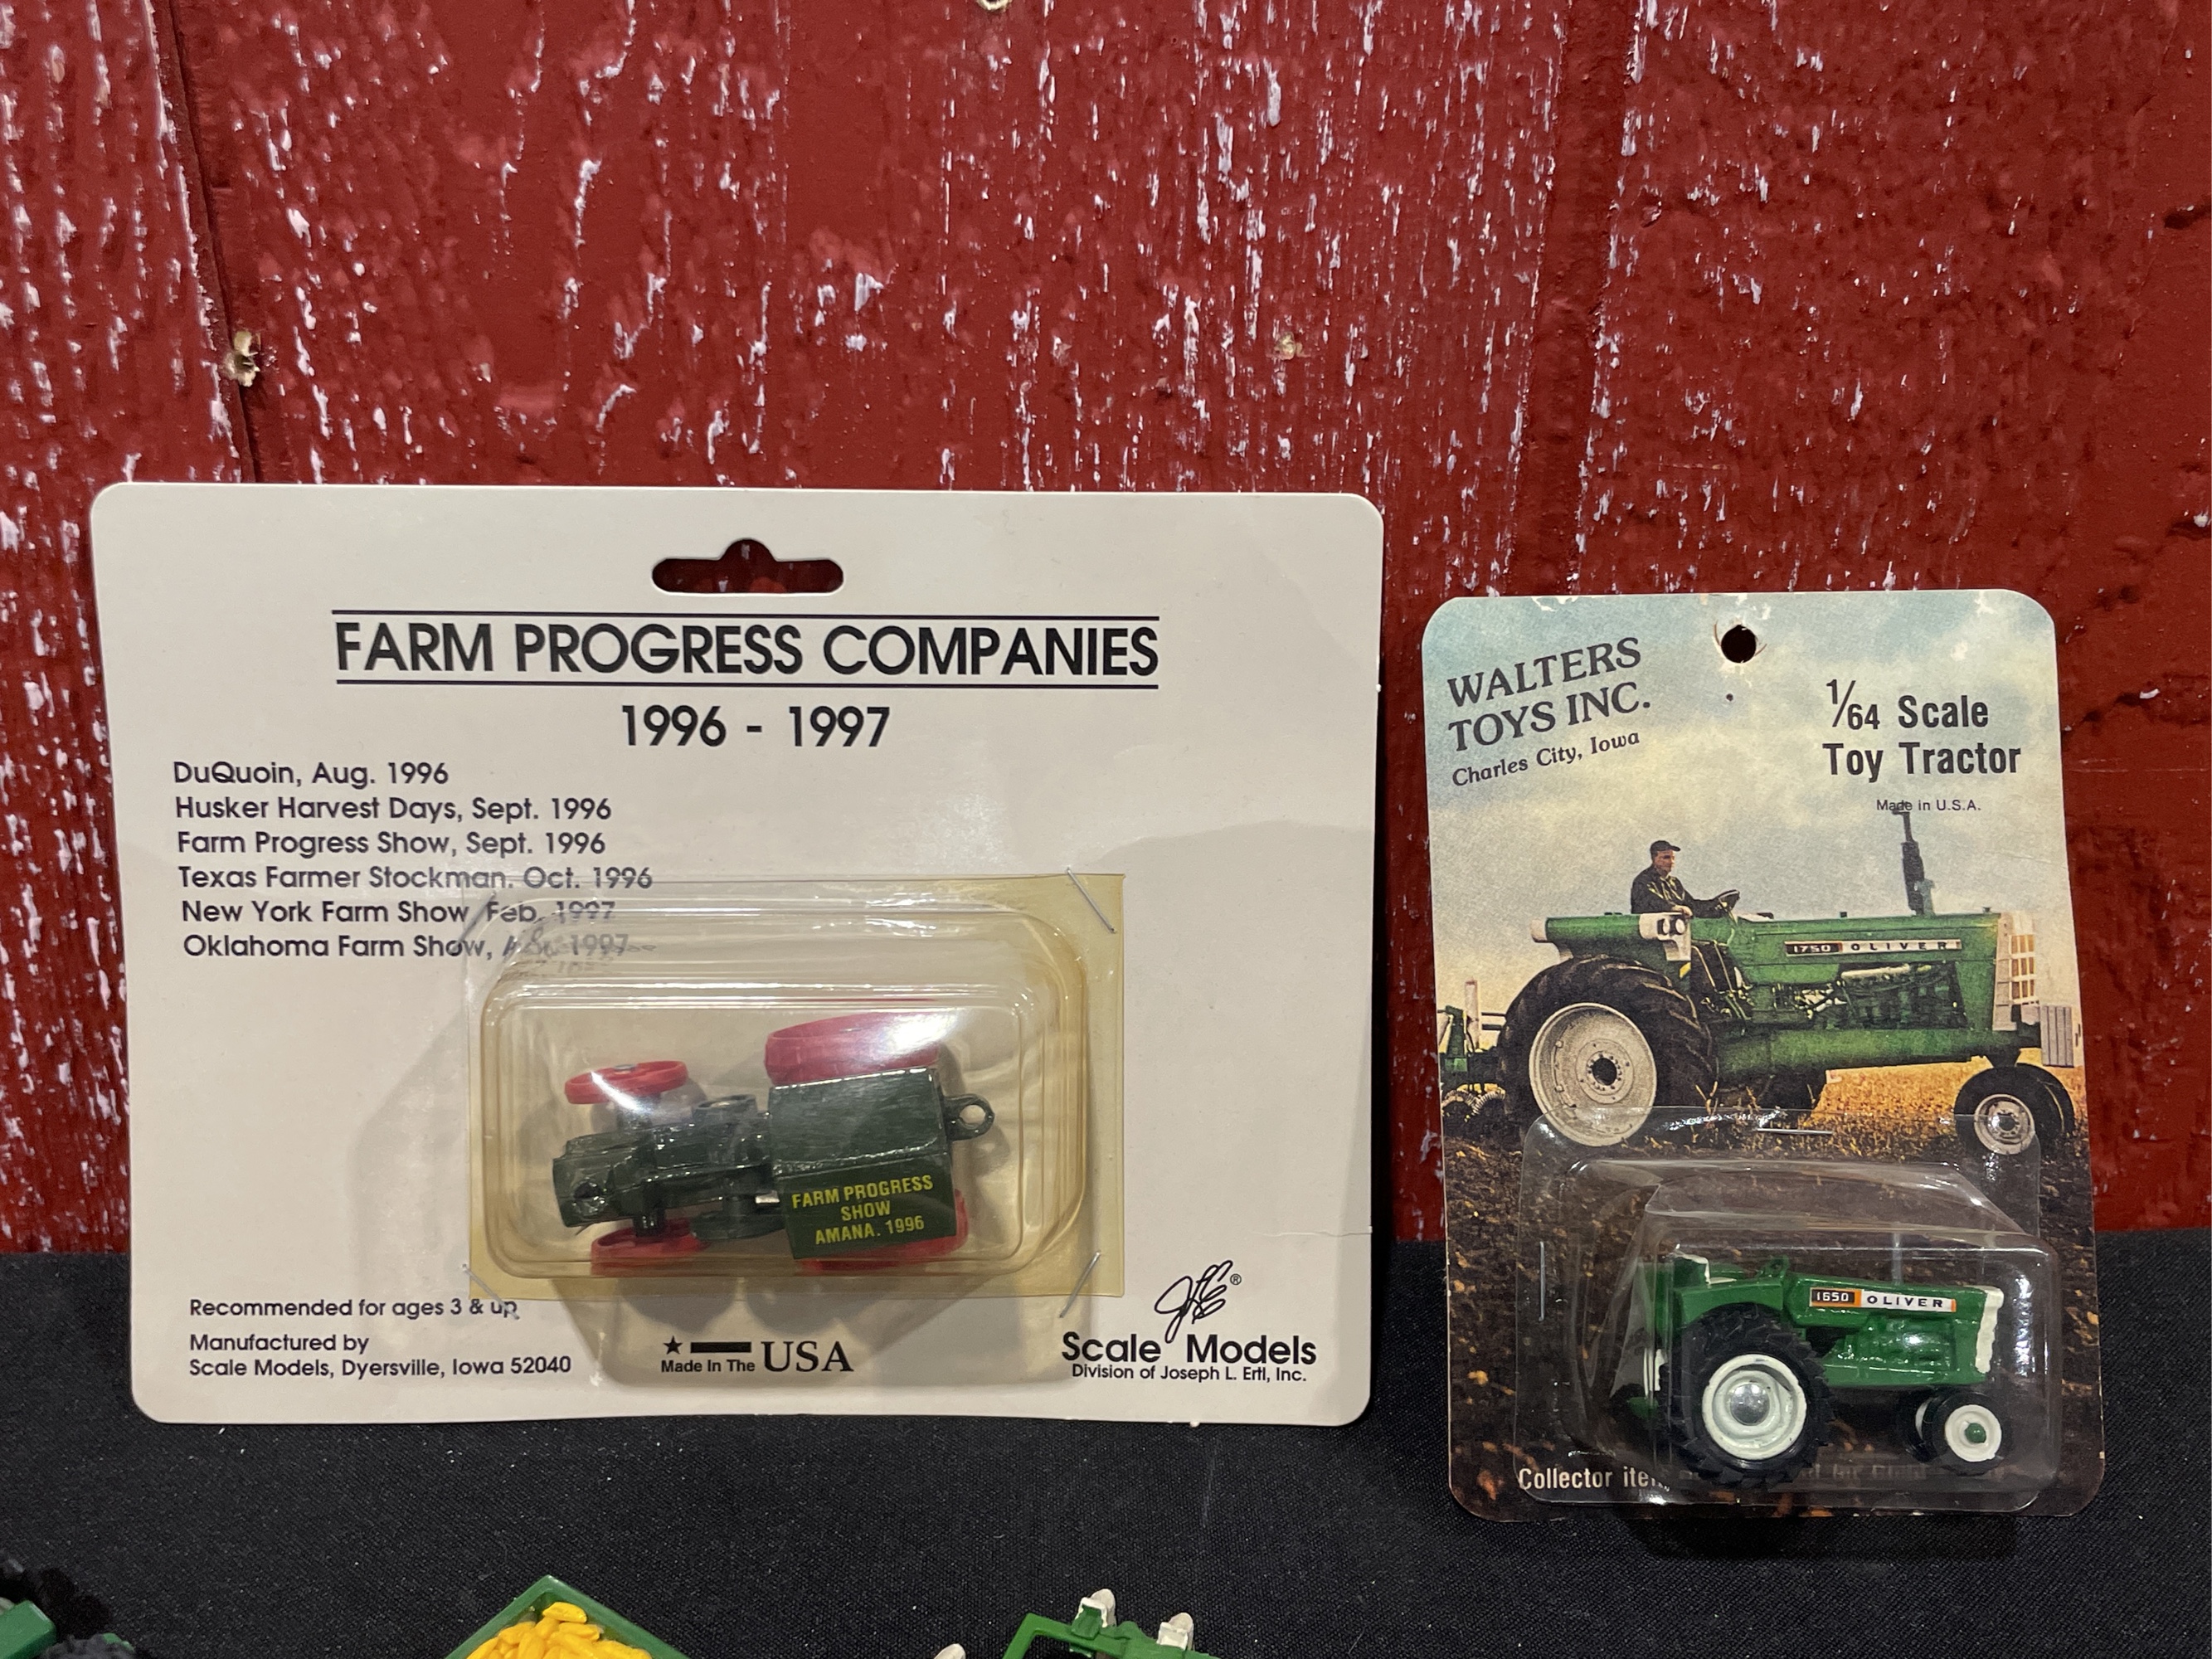 FARM PROGRESS COMPANIES
1996 - 1997
DuQuoin, Aug. 1996
Husker Harvest Days, Sept. 1996
Farm Progress Show, Sept. 1996
Texas Farmer Stockman. Oct. 1996
New York Farm Show, Feb. 1997
Oklahoma Farm Show, 1997
FARM PROGRESS
SHOW
AMANA. 1996
Recommended for ages 3 & up
Manufactured by
Scale Models, Dyersville, Iowa 52040
Made In The USA
Scale Models
Division of Joseph L. Ertl, Inc.
®
WALTERS
TOYS INC.
Charles City, Iowa
1/64 Scale
Toy Tractor
Made in U.S.A.
1750 OLIVER
1650 OLIVER
Collector item